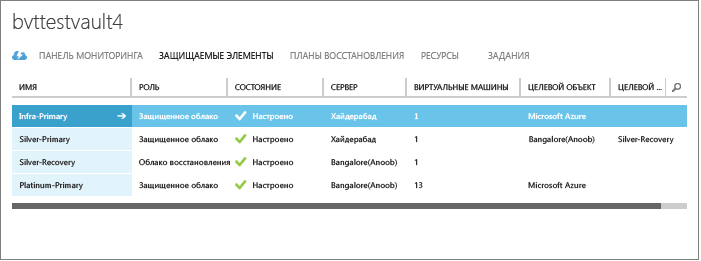 bvttestvault4
ПАНЕЛЬ МОНИТОРИНГА ЗАЩИЩАЕМЫЕ ЭЛЕМЕНТЫ ПЛАНЫ ВОССТАНОВЛЕНИЯ РЕСУРСЫ ЗАДАНИЯ
ИМЯ РОЛЬ СОСТОЯНИЕ СЕРВЕР ВИРТУАЛЬНЫЕ МАШИНЫ ЦЕЛЕВОЙ ОБЪЕКТ ЦЕЛЕВОЙ ...
Infra-Primary Защищенное облако Настроено Хайдерабад 1 Microsoft Azure
Silver-Primary Защищенное облако Настроено Хайдерабад 1 Bangalore(Anoob) Silver-Recovery
Silver-Recovery Облако восстановления Настроено Bangalore(Anoob) 1
Platinum-Primary Защищенное облако Настроено Bangalore(Anoob) 13 Microsoft Azure